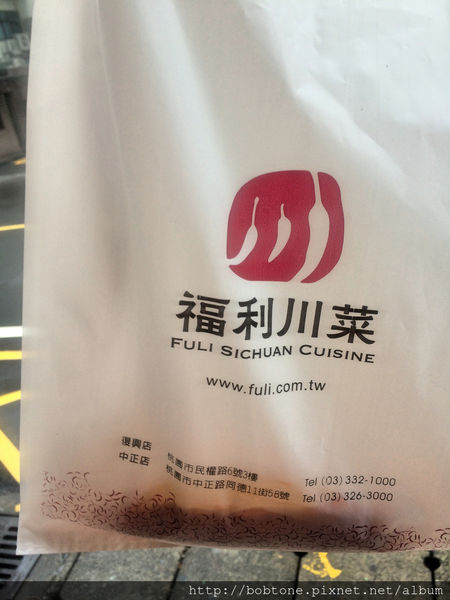 福利川菜
FULI SICHUAN CUISINE
www.fuli.com.tw
復興店 桃園市民權路6號3樓 Tel (03) 332-1000
中正店 桃園市中正路同德11街58號 Tel (03) 326-3000
http://bobtone.pixnet.net/album